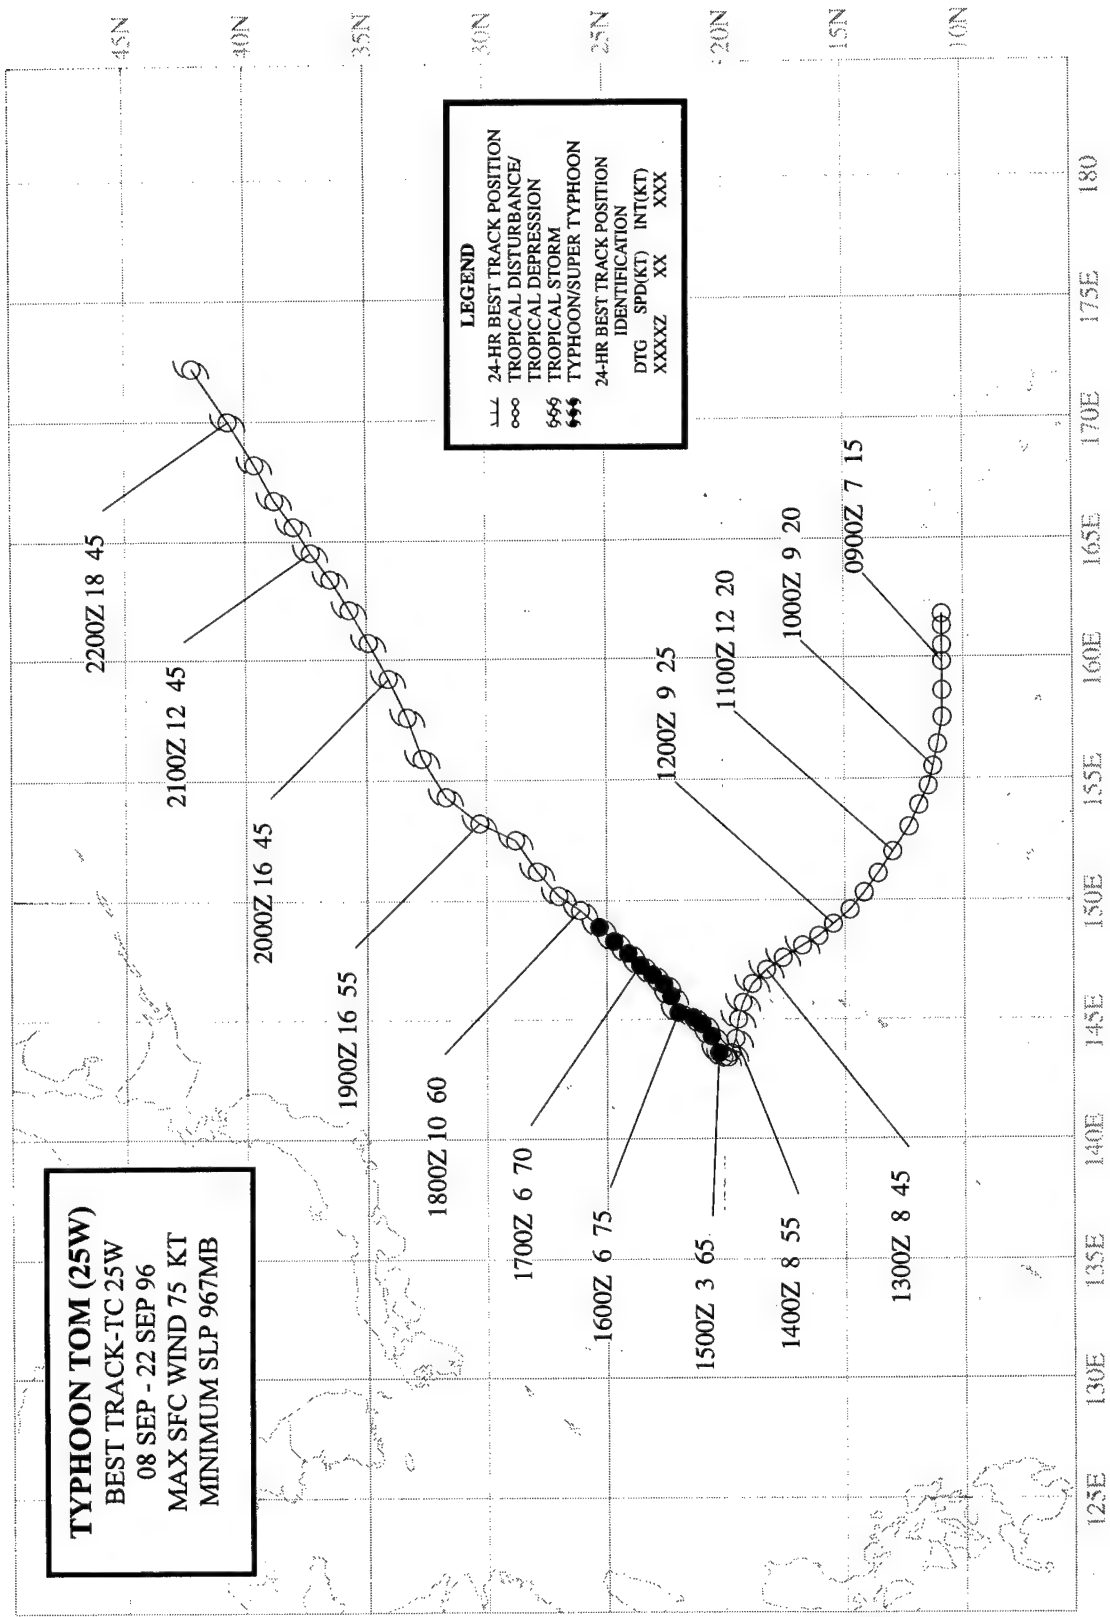 TYPHOON TOM (25W)
BEST TRACK-TC 25W
08 SEP - 22 SEP 96
MAX SFC WIND 75 KT
MINIMUM SLP 967MB
LEGEND
24-HR BEST TRACK POSITION
TROPICAL DISTURBANCE/
TROPICAL DEPRESSION
TROPICAL STORM
TYPHOON/SUPER TYPHOON
24-HR BEST TRACK POSITION
IDENTIFICATION
DTG SPD(KT) INT(KT)
XXXXZ XX XXX
2200Z 18 45
2100Z 12 45
2000Z 16 45
1900Z 16 55
1800Z 10 60
1700Z 6 70
1600Z 6 75
1500Z 3 65
1400Z 8 55
1300Z 8 45
1200Z 9 25
1100Z 12 20
1000Z 9 20
0900Z 7 15
45N
40N
35N
30N
25N
20N
15N
10N
125E
130E
135E
140E
145E
150E
155E
160E
165E
170E
175E
180